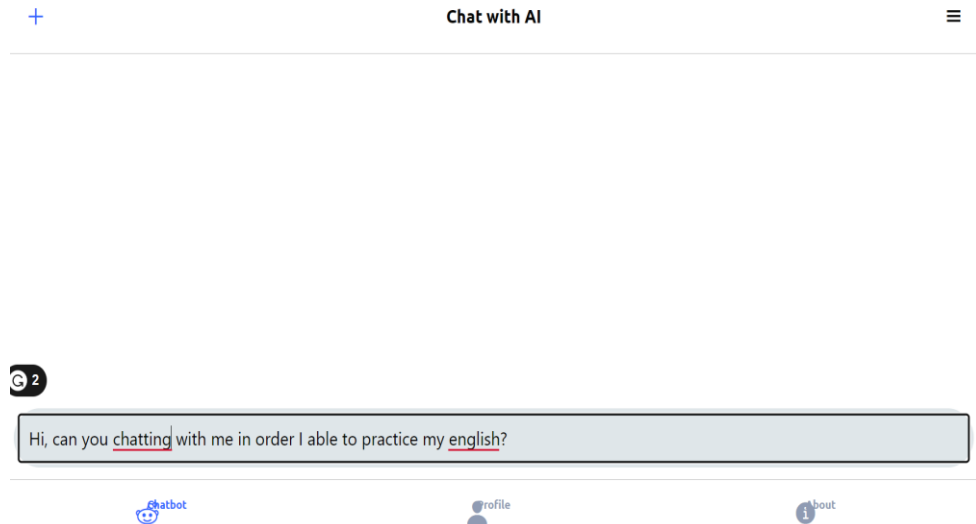 Chat with AI
2
Hi, can you chatting with me in order I able to practice my english?
Chatbot Profile About